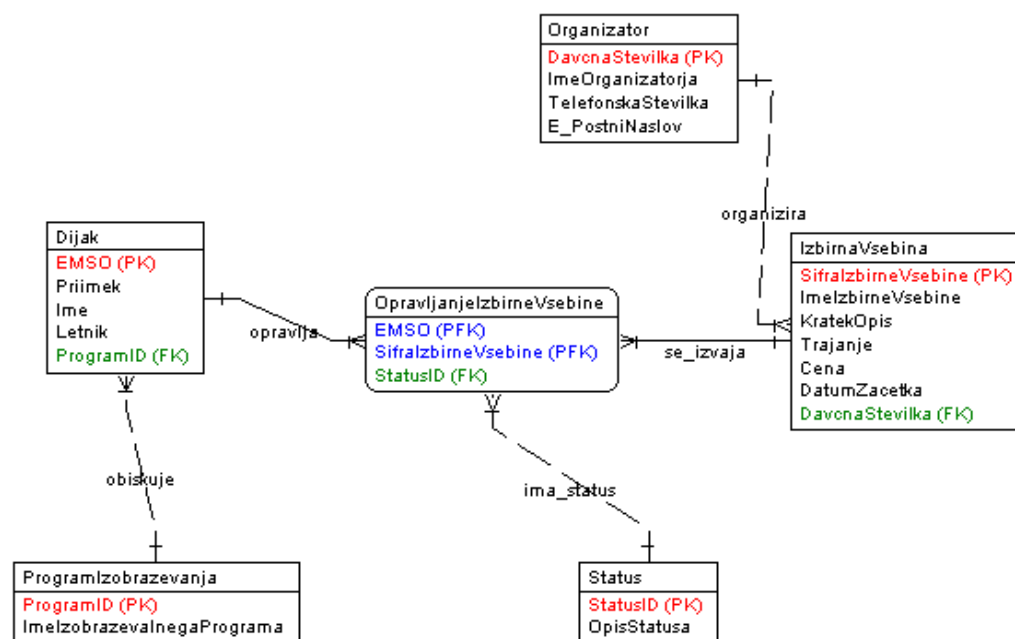 Organizator
DavcnaStevilka (PK)
ImeOrganizatorja
TelefonskaStevilka
E_PostniNaslov
organizira
Dijak
EMSO (PK)
Priimek
Ime
Letnik
ProgramID (FK)
opravlja
OpravljanjeIzbirneVsebine
EMSO (PFK)
SifraIzbirneVsebine (PFK)
StatusID (FK)
se_izvaja
IzbirnaVsebina
SifraIzbirneVsebine (PK)
ImeIzbirneVsebine
KratekOpis
Trajanje
Cena
DatumZacetka
DavcnaStevilka (FK)
obiskuje
ima_status
ProgramIzobrazevanja
ProgramID (PK)
ImeIzobrazevalnegaPrograma
Status
StatusID (PK)
OpisStatusa